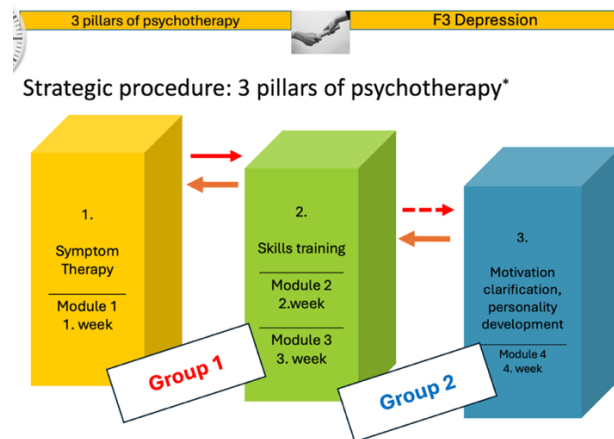 3 pillars of psychotherapy
F3 Depression
Strategic procedure: 3 pillars of psychotherapy*
1.
Symptom
Therapy
Module 1
1. week
2.
Skills training
Module 2
2.week
Module 3
3. week
3.
Motivation
clarification,
personality
development
Module 4
4. week
Group 1
Group 2